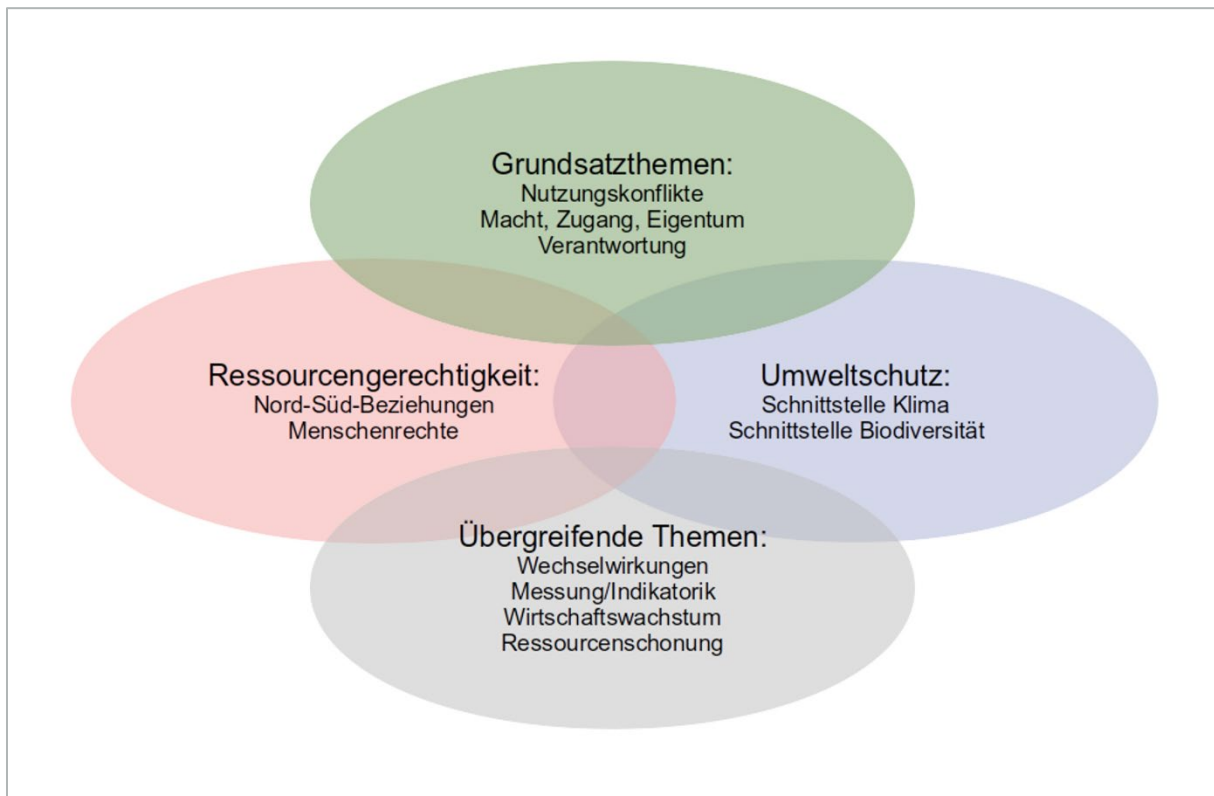 Grundsatzthemen:
Nutzungskonflikte
Macht, Zugang, Eigentum
Verantwortung
Ressourcengerechtigkeit:
Nord-Süd-Beziehungen
Menschenrechte
Umweltschutz:
Schnittstelle Klima
Schnittstelle Biodiversität
Übergreifende Themen:
Wechselwirkungen
Messung/Indikatorik
Wirtschaftswachstum
Ressourcenschonung